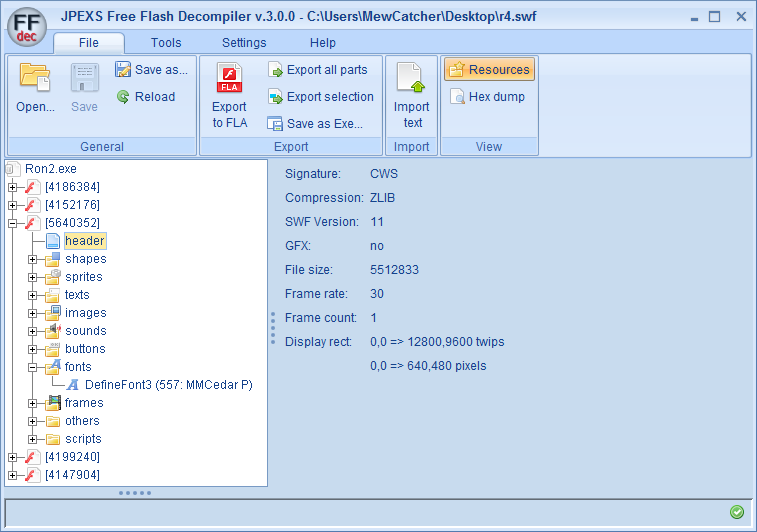 FF
dec
JPEXS Free Flash Decompiler v.3.0.0 - C:\Users\MewCatcher\Desktop\r4.swf
File Tools Settings Help
Open...
Save
Save as...
Reload
General
FLA
Export
to FLA
Export all parts
Export selection
Save as Exe...
Export
Import
text
Import
Resources
Hex dump
View
Ron2.exe
[4186384]
[4152176]
[5640352]
header
shapes
sprites
texts
images
sounds
buttons
fonts
DefineFont3 (557: MMCedar P)
frames
others
scripts
[4199240]
[4147904]
Signature: CWS
Compression: ZLIB
SWF Version: 11
GFX: no
File size: 5512833
Frame rate: 30
Frame count: 1
Display rect: 0,0 => 12800,9600 twips
0,0 => 640,480 pixels